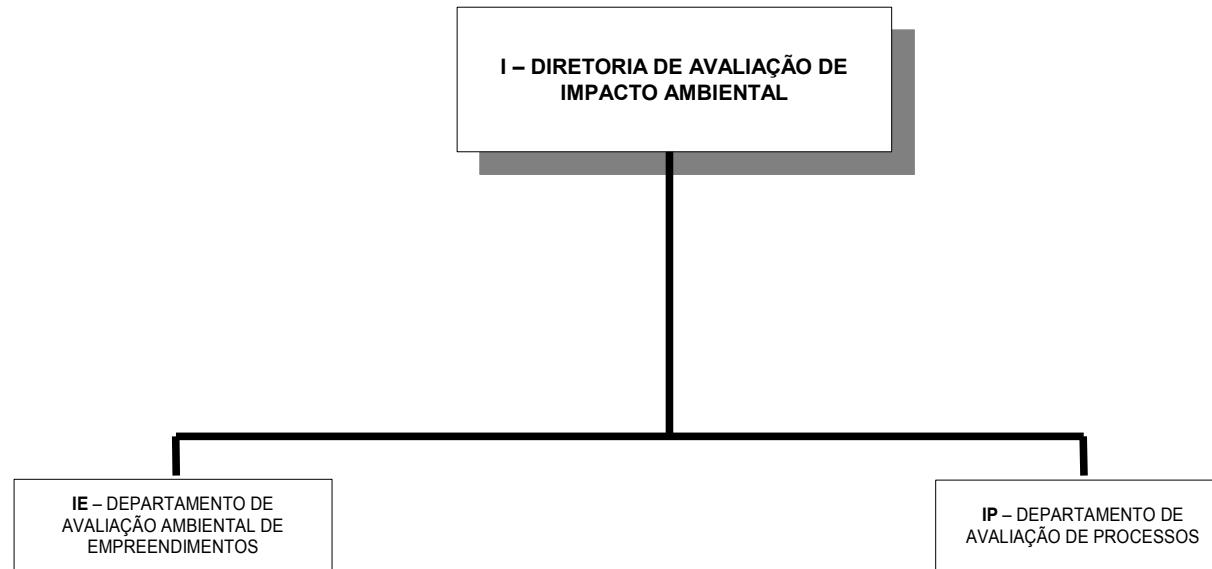 I – DIRETORIA DE AVALIAÇÃO DE
IMPACTO AMBIENTAL
IE – DEPARTAMENTO DE
AVALIAÇÃO AMBIENTAL DE
EMPREENDIMENTOS
IP – DEPARTAMENTO DE
AVALIAÇÃO DE PROCESSOS